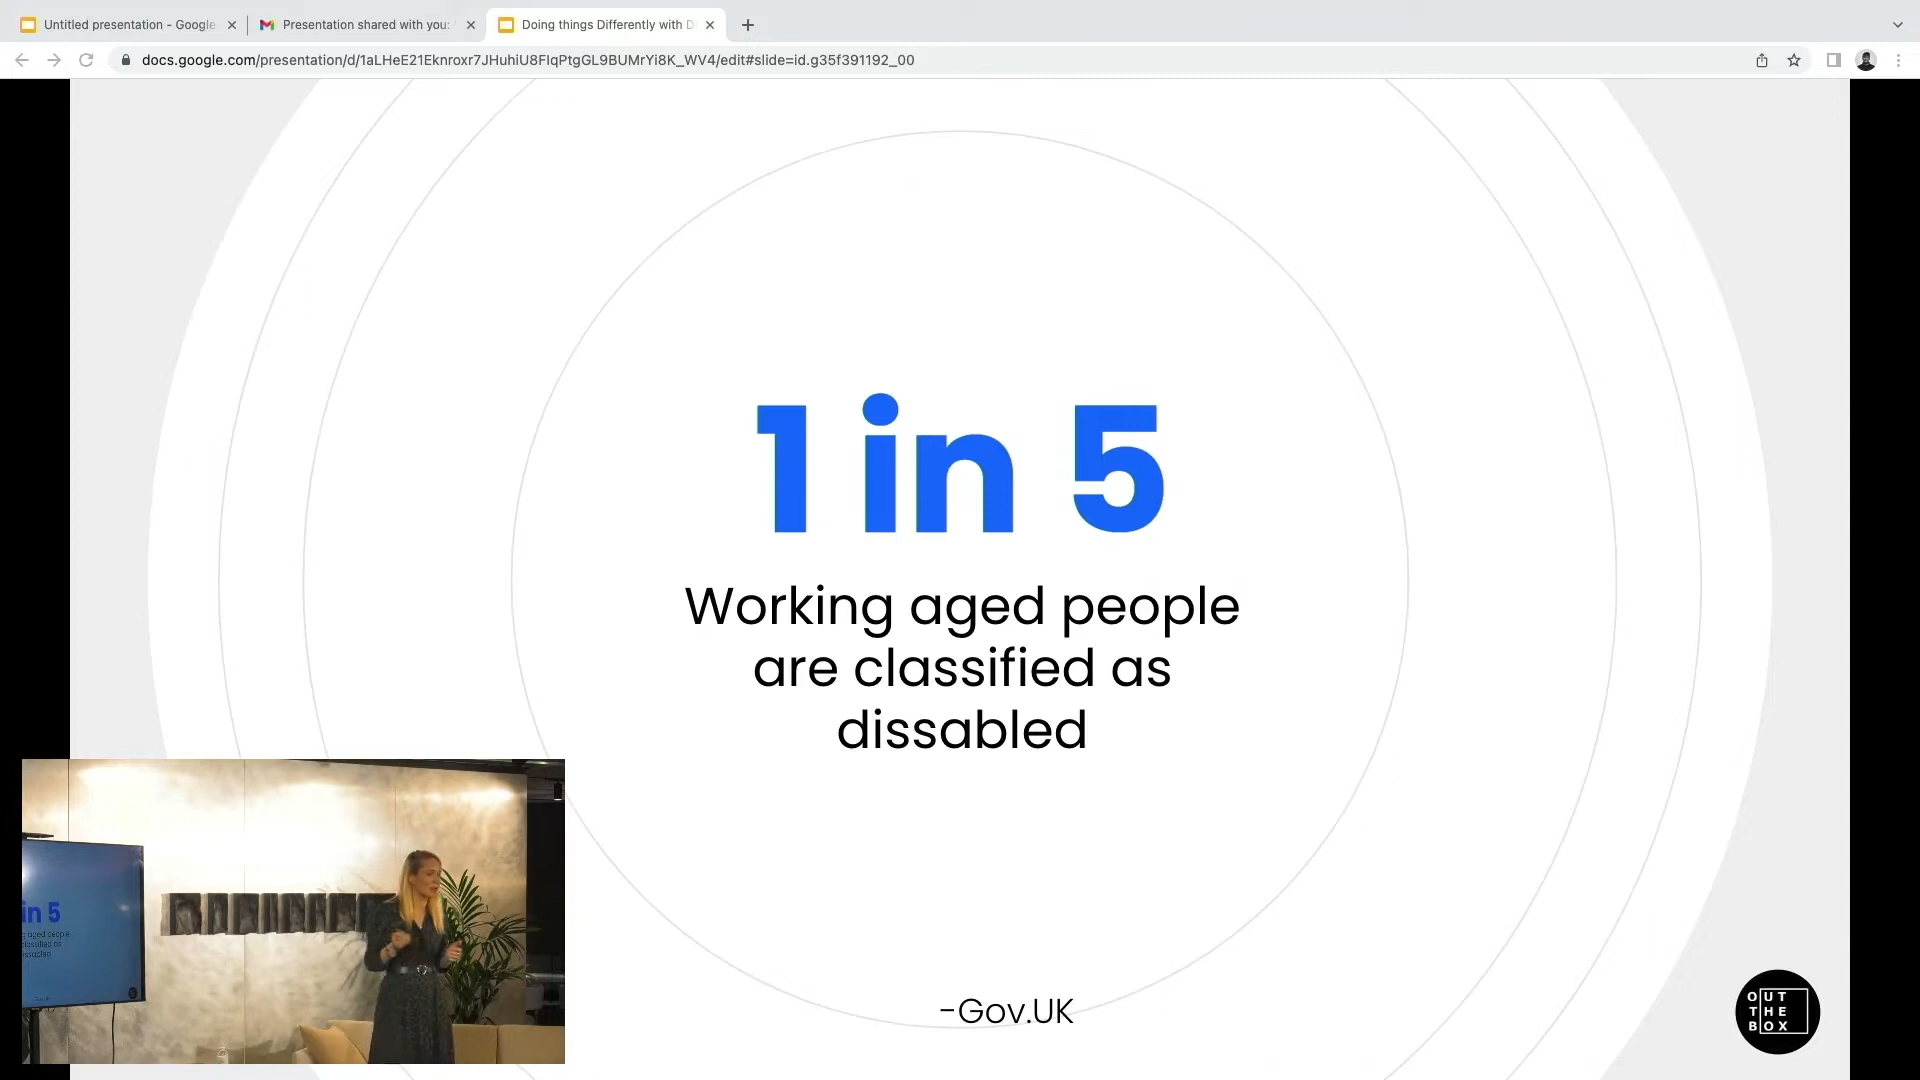 Untitled presentation - Google
Presentation shared with you:
Doing things Differently with D
docs.google.com/presentation/d/1aLHeE21Eknroxr7JHuhiU8FIqPtgGL9BUMrYi8K_WV4/edit#slide=id.g35f391192_00
1 in 5
Working aged people
are classified as
dissabled
-Gov.UK
OUT
THE
BOX
in 5
aged people
classified as